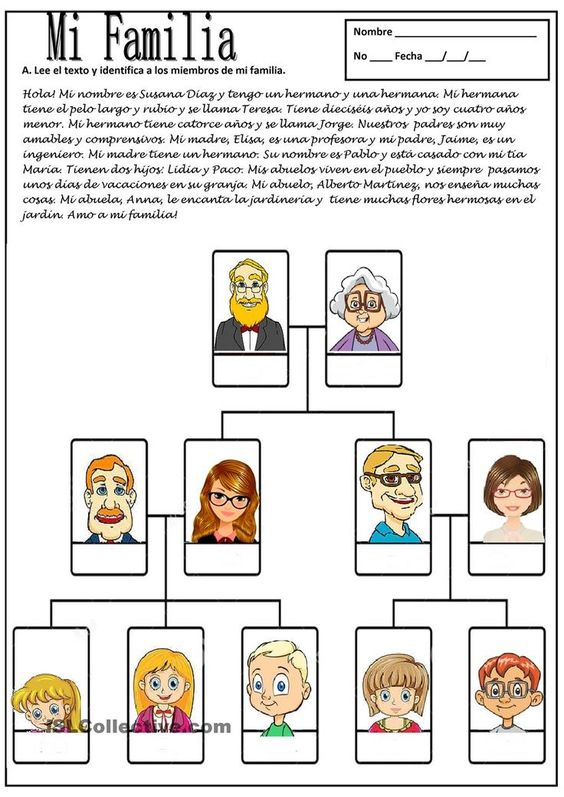 Mi Familia
Nombre ______________________
No ____ Fecha ___/___/___
A. Lee el texto y identifica a los miembros de mi familia.
Hola! Mi nombre es Susana Diaz y tengo un hermano y una hermana. Mi hermana
tiene el pelo largo y rubio y se llama Teresa. Tiene dieciséis años y yo soy cuatro años
menor. Mi hermano tiene catorce años y se llama Jorge. Nuestros padres son muy
amables y comprensivos. Mi madre, Elisa, es una profesora y mi padre, Jaime, es un
ingeniero. Mi madre tiene un hermano. Su nombre es Pablo y está casado con mi tía
María. Tienen dos hijos: Lidia y Paco. Mis abuelos viven en el pueblo y siempre pasamos
unos días de vacaciones en su granja. Mi abuelo, Alberto Martínez, nos enseña muchas
cosas. Mi abuela, Anna, le encanta la jardinería y tiene muchas flores hermosas en el
jardín. Amo a mi familia!
iSLCollective.com